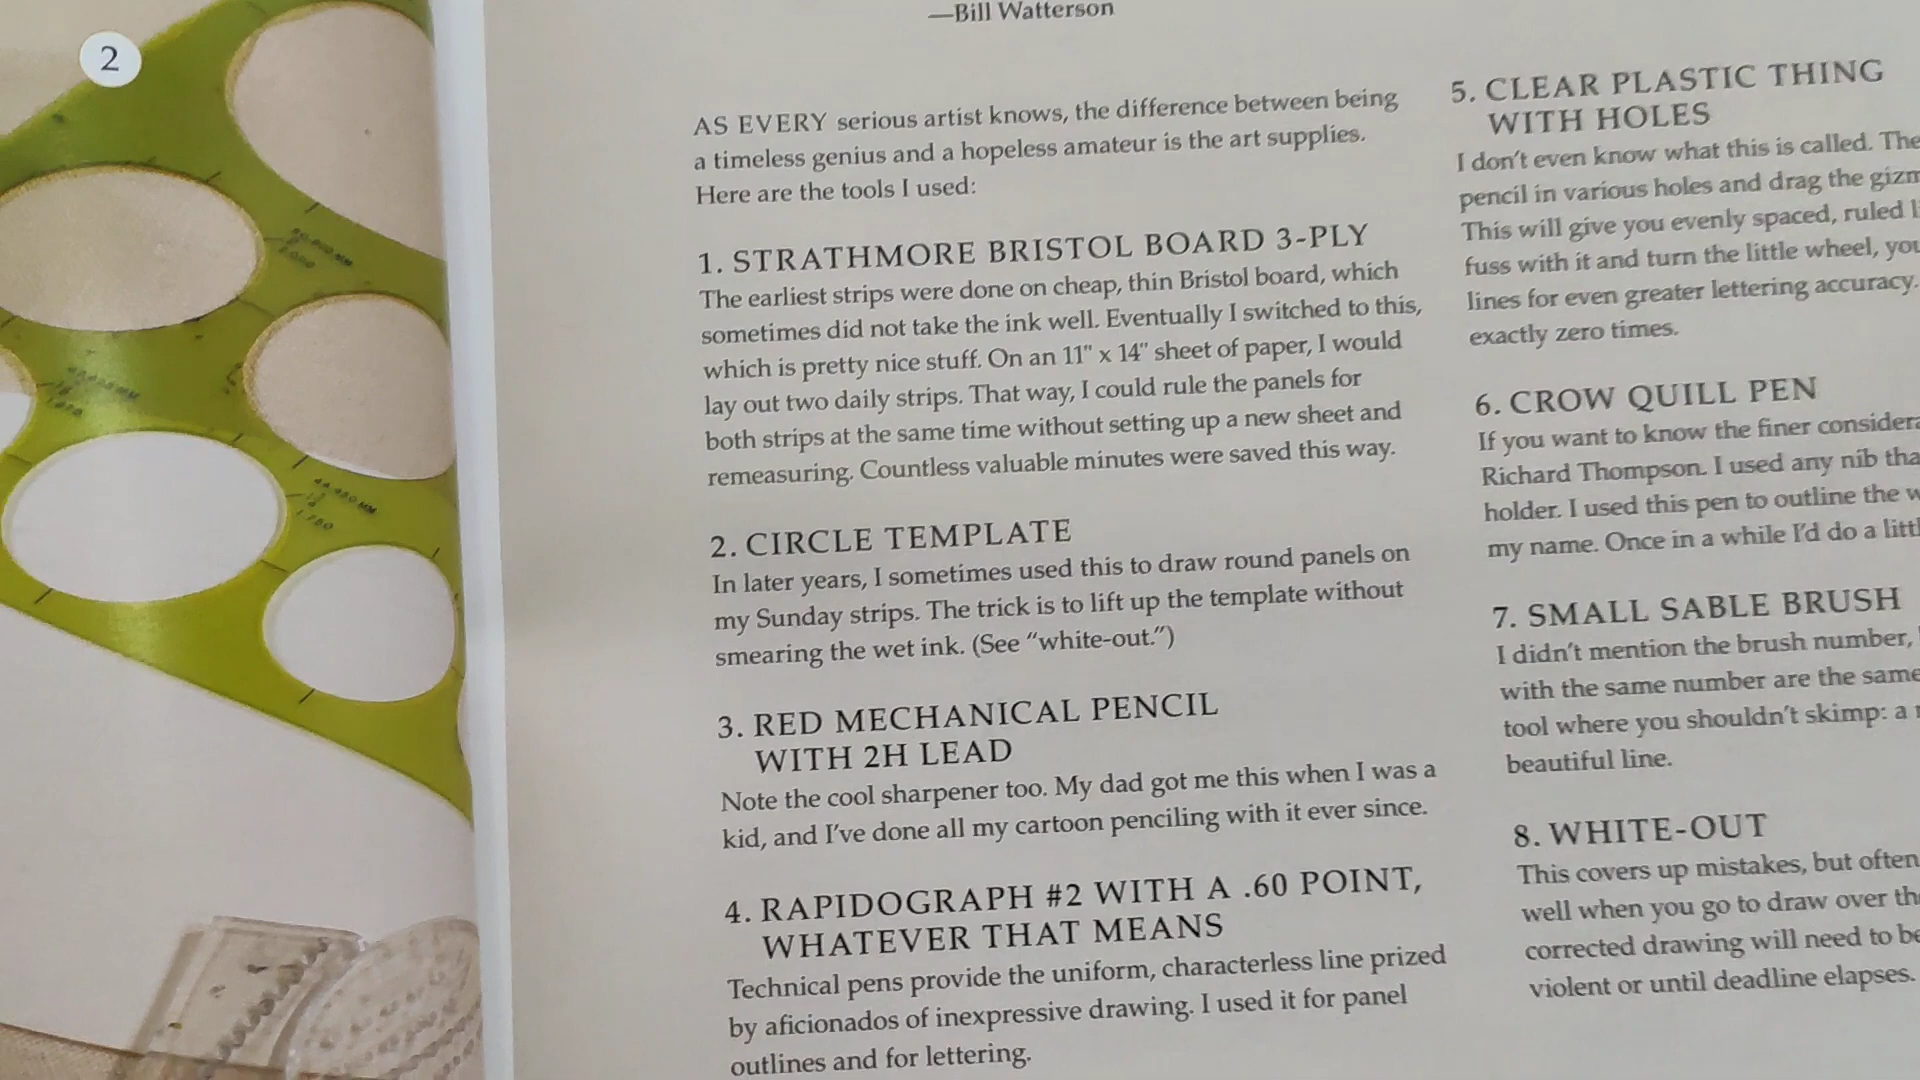 2
—Bill Watterson
AS EVERY serious artist knows, the difference between being
a timeless genius and a hopeless amateur is the art supplies.
Here are the tools I used:
1. STRATHMORE BRISTOL BOARD 3-PLY
The earliest strips were done on cheap, thin Bristol board, which
sometimes did not take the ink well. Eventually I switched to this,
which is pretty nice stuff. On an 11" x 14" sheet of paper, I would
lay out two daily strips. That way, I could rule the panels for
both strips at the same time without setting up a new sheet and
remeasuring. Countless valuable minutes were saved this way.
2. CIRCLE TEMPLATE
In later years, I sometimes used this to draw round panels on
my Sunday strips. The trick is to lift up the template without
smearing the wet ink. (See “white-out.”)
3. RED MECHANICAL PENCIL
WITH 2H LEAD
Note the cool sharpener too. My dad got me this when I was a
kid, and I’ve done all my cartoon penciling with it ever since.
4. RAPIDOGRAPH #2 WITH A .60 POINT,
WHATEVER THAT MEANS
Technical pens provide the uniform, characterless line prized
by aficionados of inexpressive drawing. I used it for panel
outlines and for lettering.
5. CLEAR PLASTIC THING
WITH HOLES
I don’t even know what this is called. The
pencil in various holes and drag the
This will give you evenly spaced, ruled
fuss with it and turn the little wheel, you
lines for even greater lettering accuracy.
exactly zero times.
6. CROW QUILL PEN
If you want to know the finer
Richard Thompson. I used any nib
holder. I used this pen to outline the
my name. Once in a while I’d do a
7. SMALL SABLE BRUSH
I didn’t mention the brush number,
with the same number are the same
tool where you shouldn’t skimp: a
beautiful line.
8. WHITE-OUT
This covers up mistakes, but often
well when you go to draw over
corrected drawing will need to
violent or until deadline elapses.